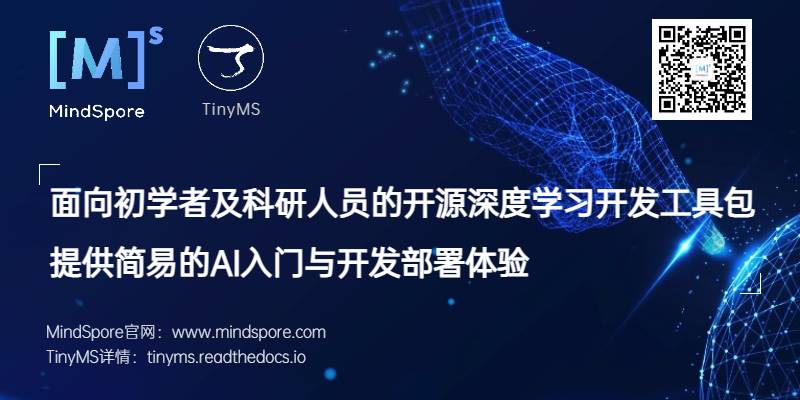 [M]S
MindSpore
TinyMS
[M]S
面向初学者及科研人员的开源深度学习开发工具包
提供简易的AI入门与开发部署体验
MindSpore官网：www.mindspore.com
TinyMS详情：tinyms.readthedocs.io